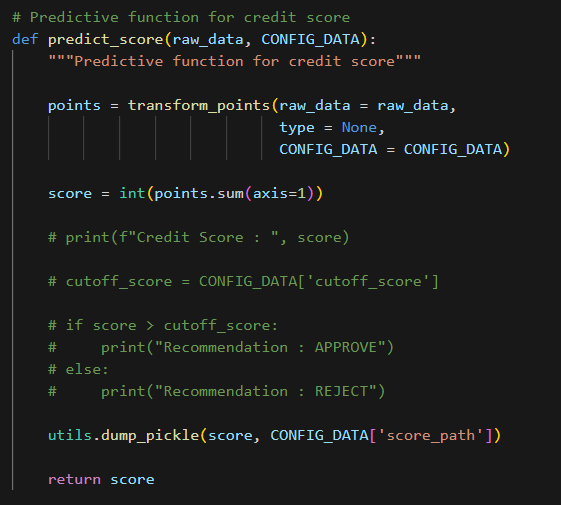 # Predictive function for credit score
def predict_score(raw_data, CONFIG_DATA):
    """Predictive function for credit score"""
    points = transform_points(raw_data = raw_data,
                              type = None,
                              CONFIG_DATA = CONFIG_DATA)
    score = int(points.sum(axis=1))
    # print(f"Credit Score : ", score)
    # cutoff_score = CONFIG_DATA['cutoff_score']
    # if score > cutoff_score:
    #     print("Recommendation : APPROVE")
    # else:
    #     print("Recommendation : REJECT")
    utils.dump_pickle(score, CONFIG_DATA['score_path'])
    return score